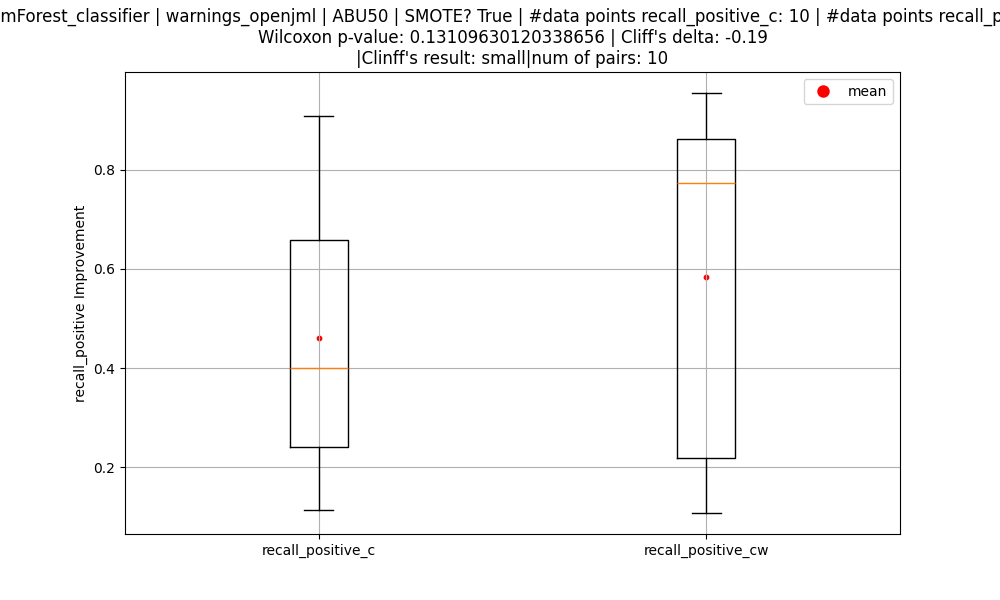 mForest_classifier | warnings_openjml | ABU50 | SMOTE? True | #data points recall_positive_c: 10 | #data points recall_p
Wilcoxon p-value: 0.13109630120338656 | Cliff's delta: -0.19
|Clinff's result: small|num of pairs: 10
mean
recall_positive Improvement
0.8
0.6
0.4
0.2
recall_positive_c
recall_positive_cw